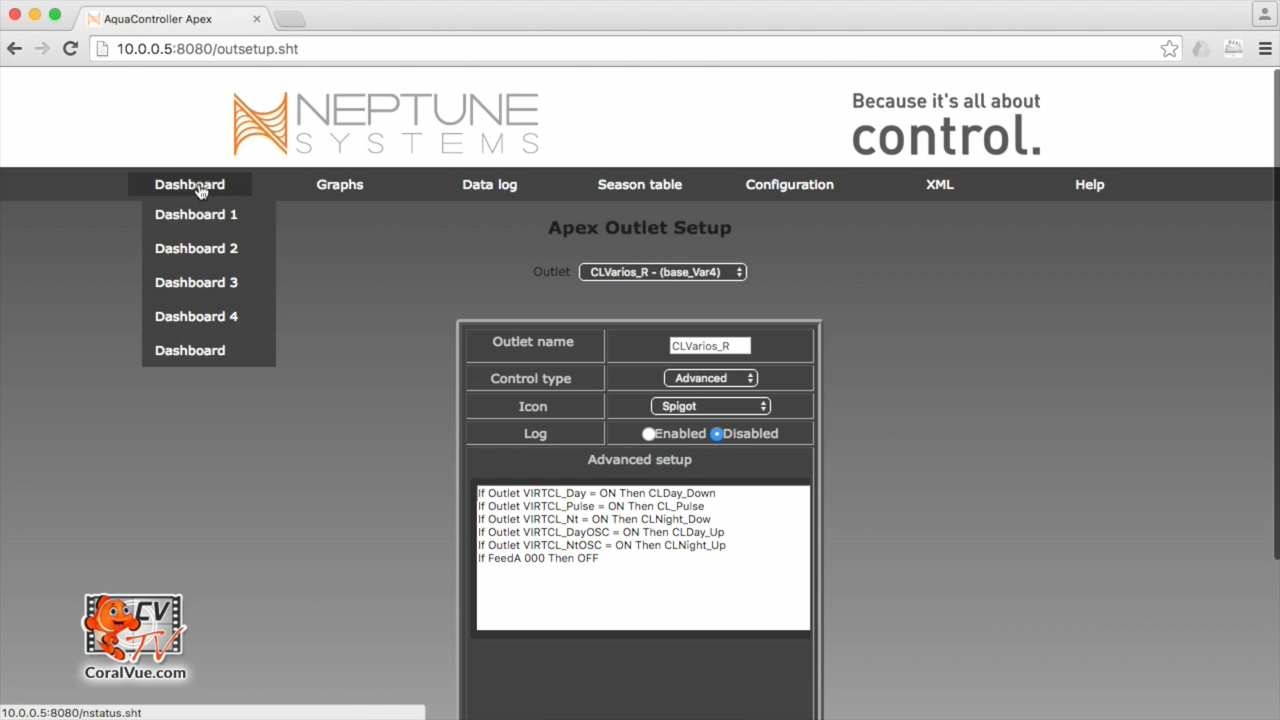 AquaController Apex
10.0.0.5:8080/outsetup.sht
NEPTUNE
SYSTEMS
Because it's all about
control.
Dashboard Graphs Data log Season table Configuration XML Help
Dashboard 1
Dashboard 2
Dashboard 3
Dashboard 4
Dashboard
Apex Outlet Setup
Outlet CLVarios_R - (base_Var4)
Outlet name CLVarios_R
Control type Advanced
Icon Spigot
Log Enabled Disabled
Advanced setup
If Outlet VIRTCL_Day = ON Then CLDay_Down
If Outlet VIRTCL_Pulse = ON Then CL_Pulse
If Outlet VIRTCL_Nt = ON Then CLNight_Dow
If Outlet VIRTCL_DayOSC = ON Then CLDay_Up
If Outlet VIRTCL_NtOSC = ON Then CLNight_Up
If FeedA 000 Then OFF
CV
TV
CoralVue.com
10.0.0.5:8080/nstatus.sht